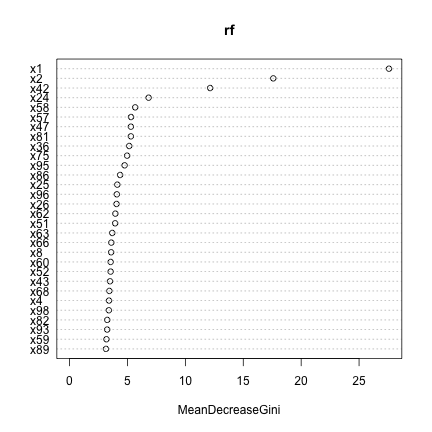 rf
x1
x2
x42
x24
x58
x57
x47
x81
x36
x75
x95
x86
x25
x96
x26
x62
x51
x63
x66
x8
x60
x52
x43
x68
x4
x98
x82
x93
x59
x89
0 5 10 15 20 25
MeanDecreaseGini